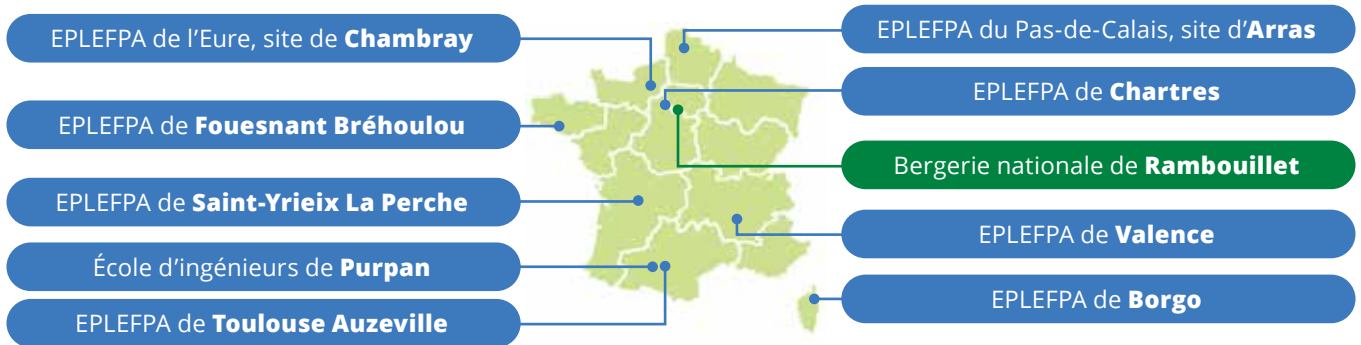 EPLEFPA de l’Eure, site de Chambray
EPLEFPA de Fouesnant Bréhoulou
EPLEFPA de Saint-Yrieix La Perche
École d’ingénieurs de Purpan
EPLEFPA de Toulouse Auzeville
EPLEFPA du Pas-de-Calais, site d’Arras
EPLEFPA de Chartres
Bergerie nationale de Rambouillet
EPLEFPA de Valence
EPLEFPA de Borgo